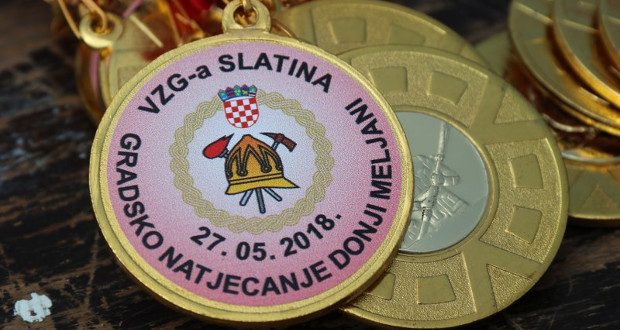 VZG-a SLATINA
27. 05. 2018.
GRADSKO NATJECANJE DONJI MELJANI